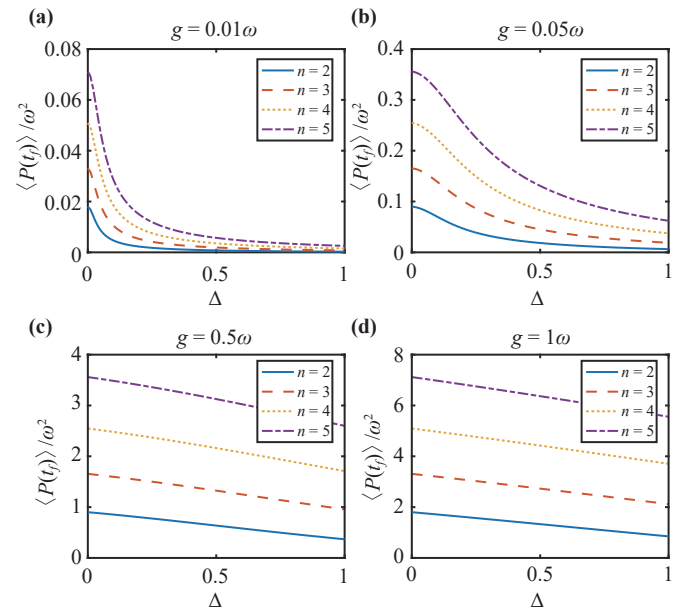 (a) g = 0.01ω
⟨P(t_f)⟩/ω²
0.08
0.06
0.04
0.02
0
0 0.5 1
Δ
n = 2
n = 3
n = 4
n = 5
(b) g = 0.05ω
⟨P(t_f)⟩/ω²
0.4
0.3
0.2
0.1
0
0 0.5 1
Δ
n = 2
n = 3
n = 4
n = 5
(c) g = 0.5ω
⟨P(t_f)⟩/ω²
4
3
2
1
0
0 0.5 1
Δ
n = 2
n = 3
n = 4
n = 5
(d) g = 1ω
⟨P(t_f)⟩/ω²
8
6
4
2
0
0 0.5 1
Δ
n = 2
n = 3
n = 4
n = 5